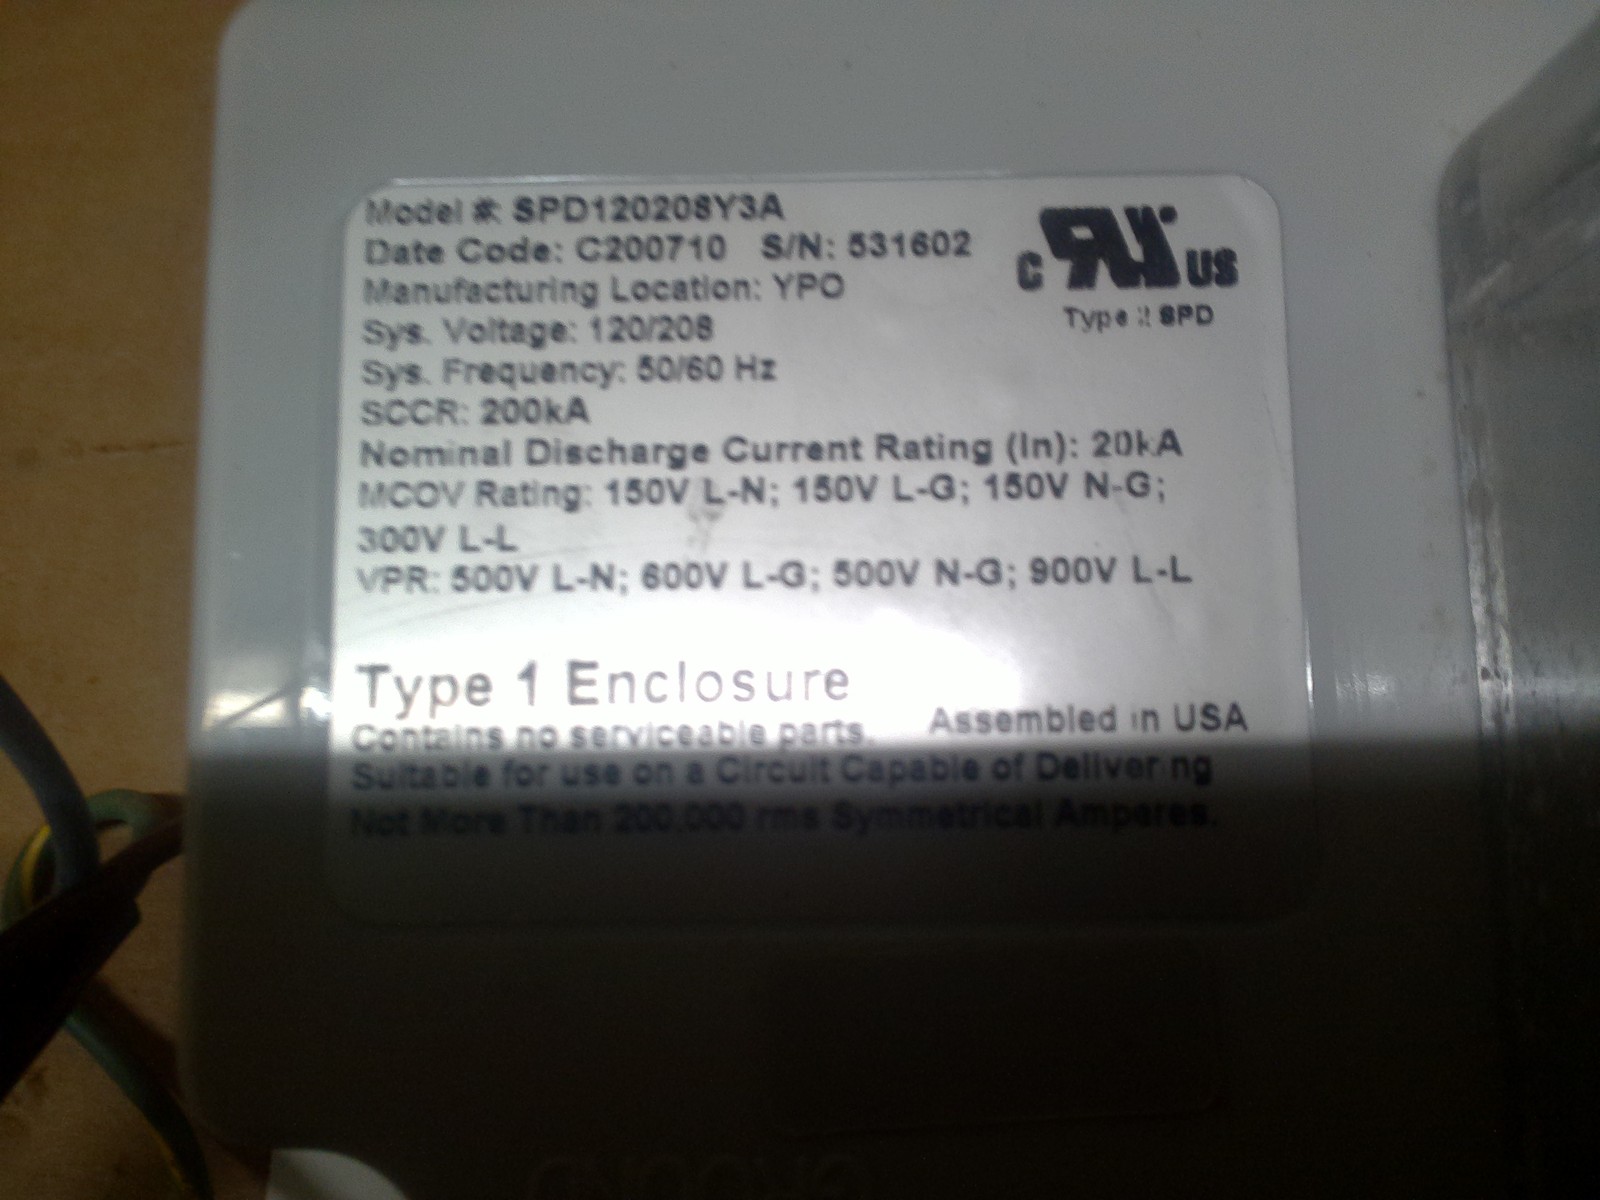 Model #: SPD120208Y3A
Date Code: C200710 S/N: 531602
Manufacturing Location: YPO
Sys. Voltage: 120/208
Sys. Frequency: 50/60 Hz
SCCR: 200kA
Nominal Discharge Current Rating (In): 20kA
MCOV Rating: 150V L-N; 150V L-G; 150V N-G;
300V L-L
VPR: 500V L-N; 600V L-G; 500V N-G; 900V L-L
c RU US
Type 2 SPD
Type 1 Enclosure
Contains no serviceable parts. Assembled in USA
Suitable for use on a Circuit Capable of Delivering
Not More Than 200,000 rms Symmetrical Amperes.